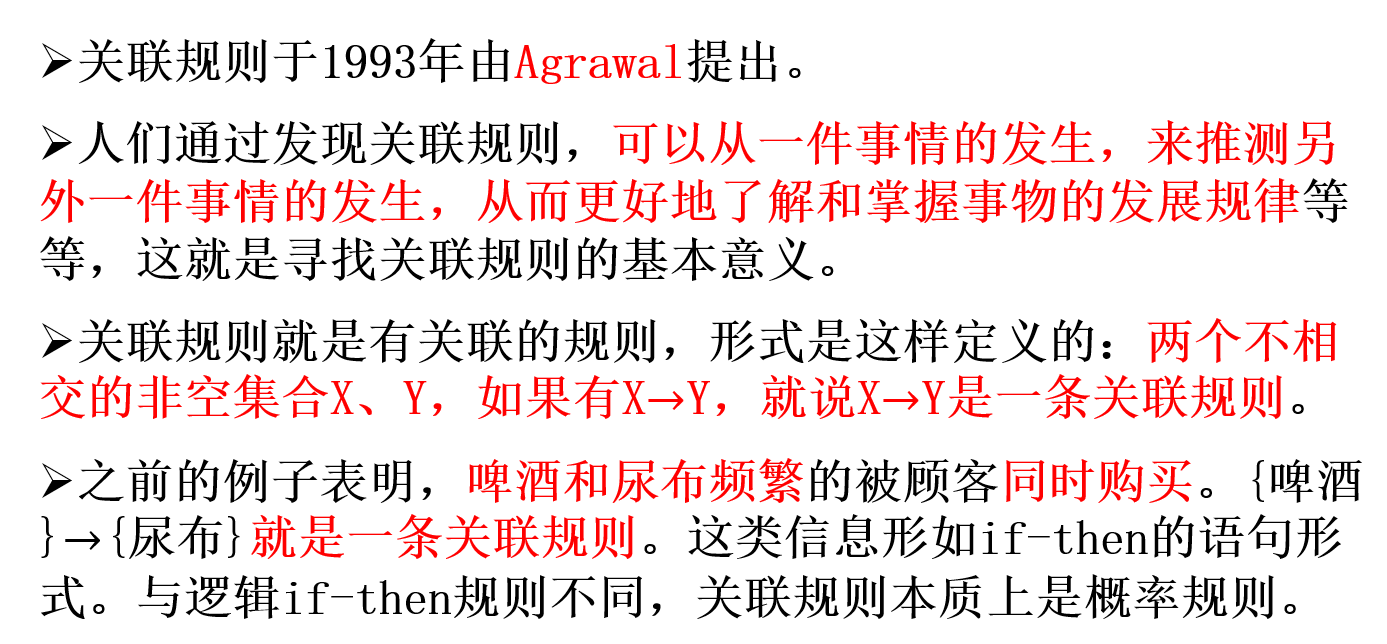 ➢关联规则于1993年由Agrawal提出。
➢人们通过发现关联规则，可以从一件事情的发生，来推测另
外一件事情的发生，从而更好地了解和掌握事物的发展规律等
等，这就是寻找关联规则的基本意义。
➢关联规则就是有关联的规则，形式是这样定义的：两个不相
交的非空集合X、Y，如果有X→Y，就说X→Y是一条关联规则。
➢之前的例子表明，啤酒和尿布频繁的被顾客同时购买。{啤酒
}→{尿布}就是一条关联规则。这类信息形如if-then的语句形
式。与逻辑if-then规则不同，关联规则本质上是概率规则。